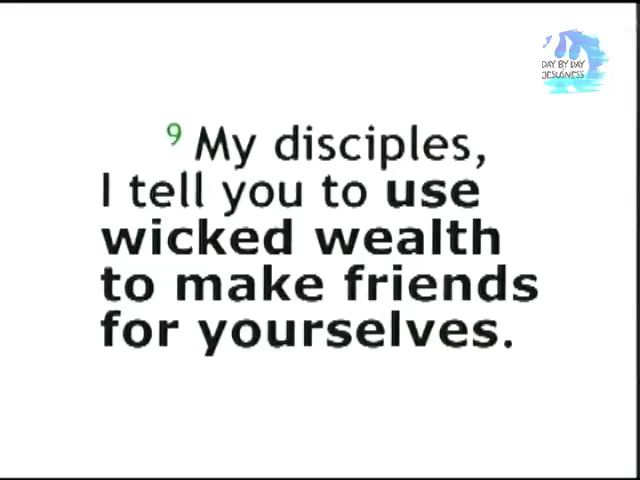 DAY BY DAY
JESUSNESS
9 My disciples,
I tell you to use
wicked wealth
to make friends
for yourselves.